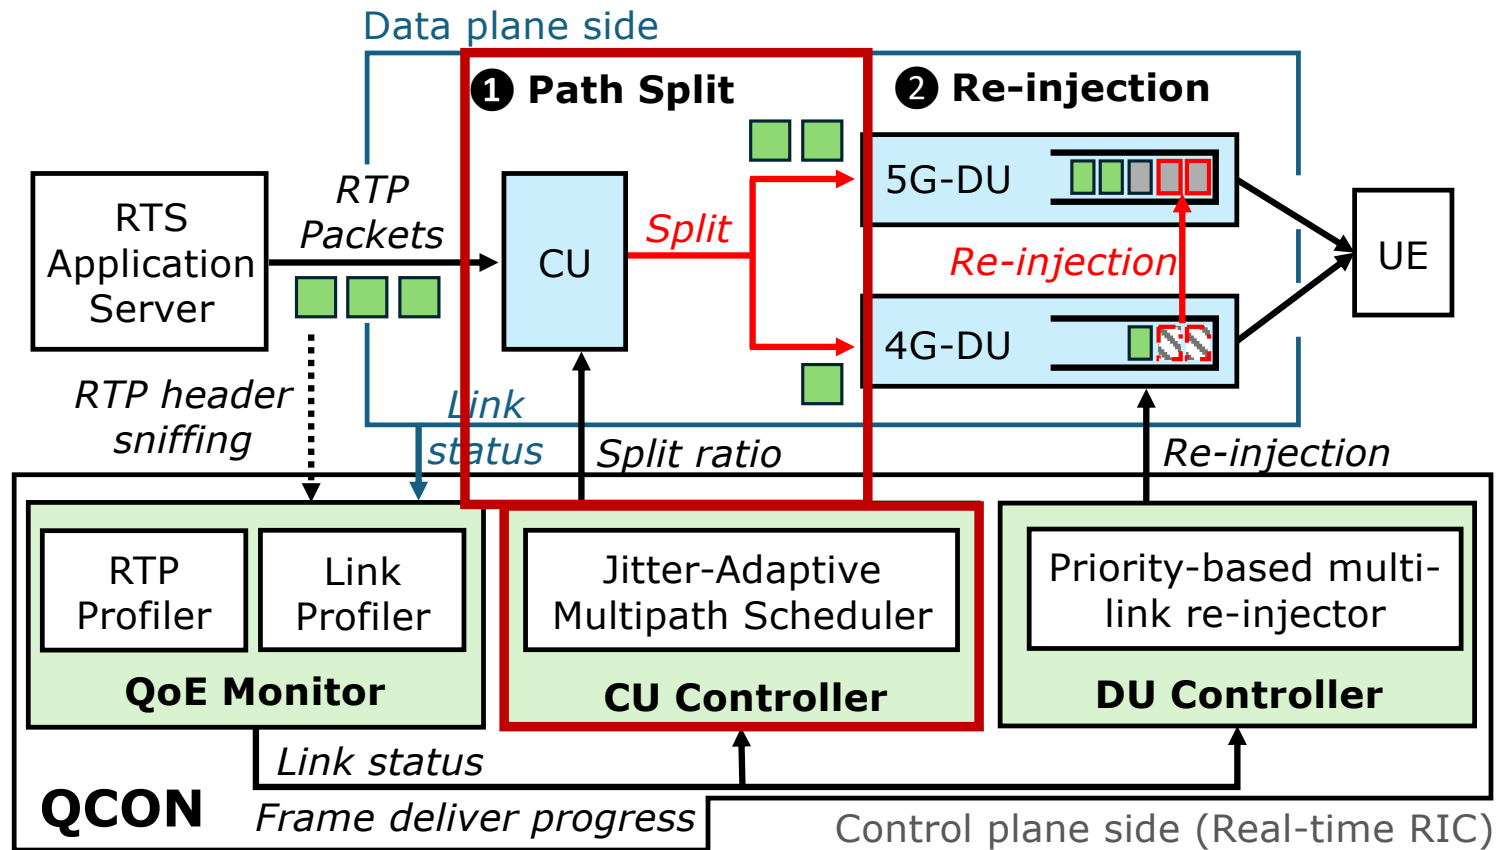 Data plane side
❶ Path Split
❷ Re-injection
RTS
Application
Server
RTP
Packets
CU
Split
5G-DU
Re-injection
4G-DU
UE
RTP header
sniffing
Link
status
Split ratio
Re-injection
RTP
Profiler
Link
Profiler
QoE Monitor
Jitter-Adaptive
Multipath Scheduler
CU Controller
Priority-based multi-
link re-injector
DU Controller
Link status
Frame deliver progress
QCON
Control plane side (Real-time RIC)